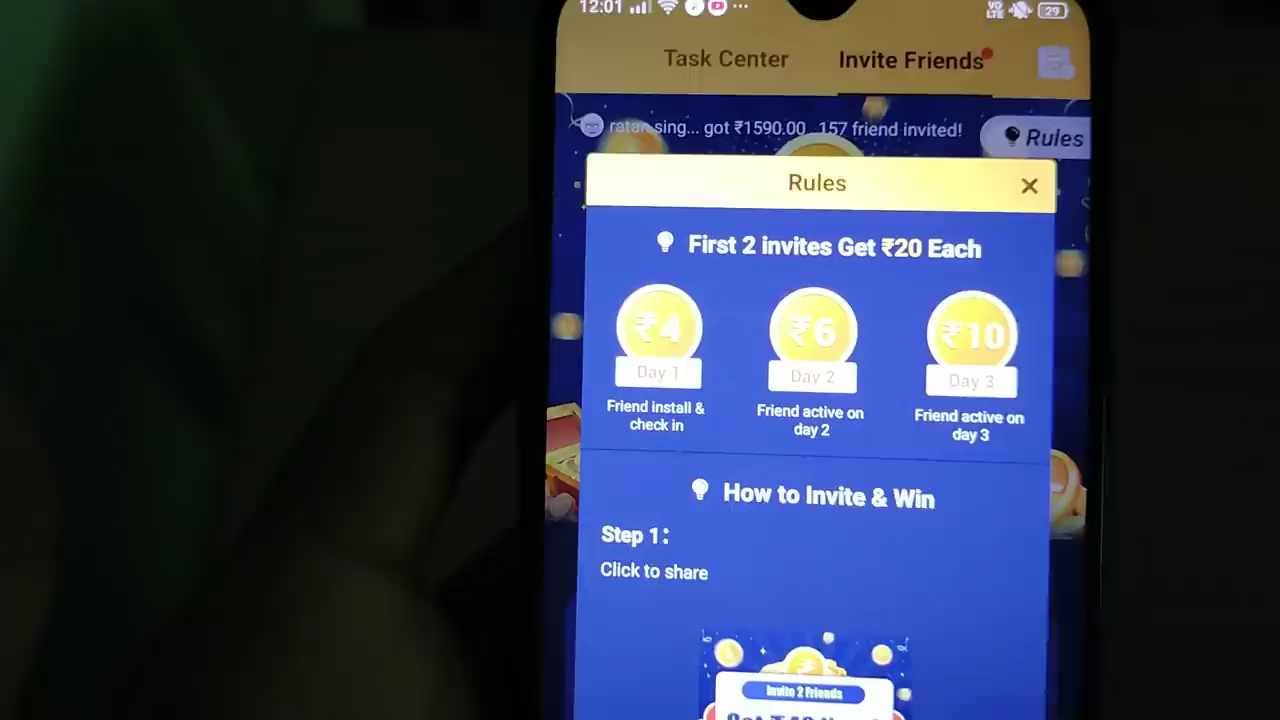 12:01
VO
LTE
29
Task Center
Invite Friends
ratan sing... got ₹1590.00 157 friend invited!
Rules
Rules
First 2 invites Get ₹20 Each
₹4
₹6
₹10
Day 1
Day 2
Day 3
Friend install &
check in
Friend active on
day 2
Friend active on
day 3
How to Invite & Win
Step 1:
Click to share
Invite 2 Friends